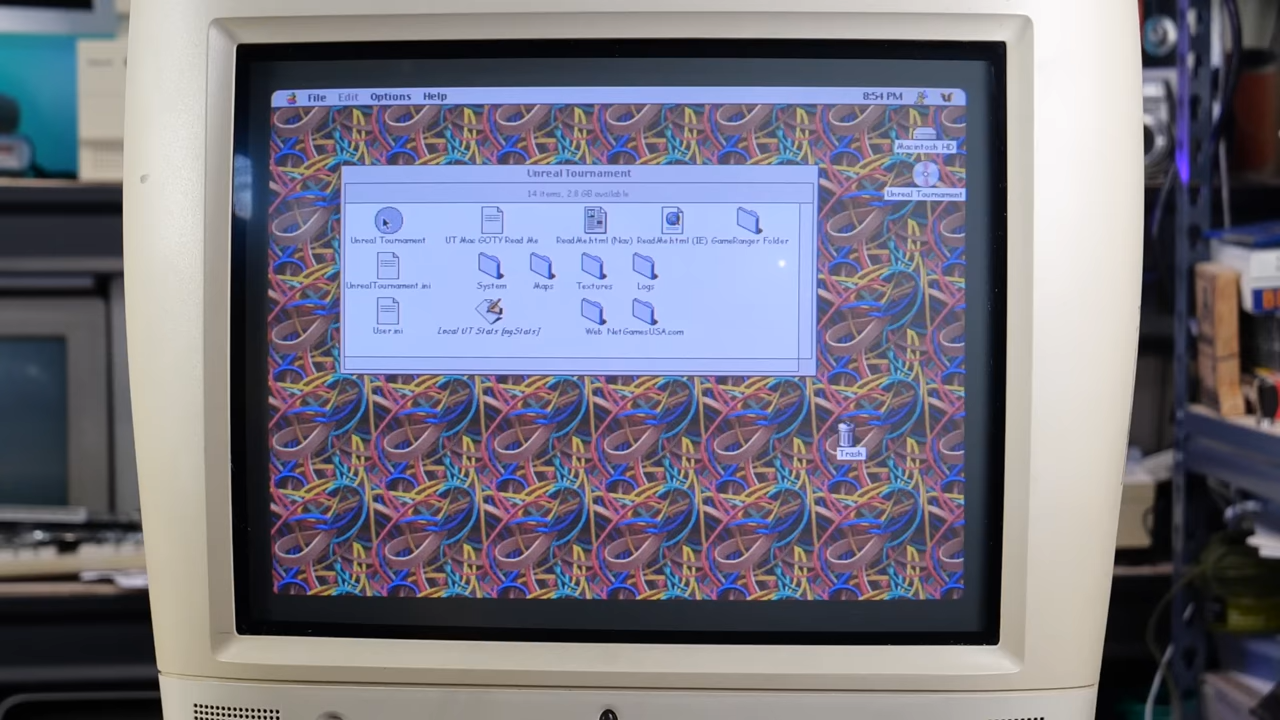 File Edit Options Help 8:54 PM
Macintosh HD
Unreal Tournament
Unreal Tournament
14 items, 2.8 GB available
Unreal Tournament UT Mac GOTY Read Me ReadMe.html (Nav) ReadMe.html (IE) GameRanger Folder
UnrealTournament.ini System Maps Textures Logs
User.ini Local UT Stats [ngStats] Web NetGamesUSA.com
Trash